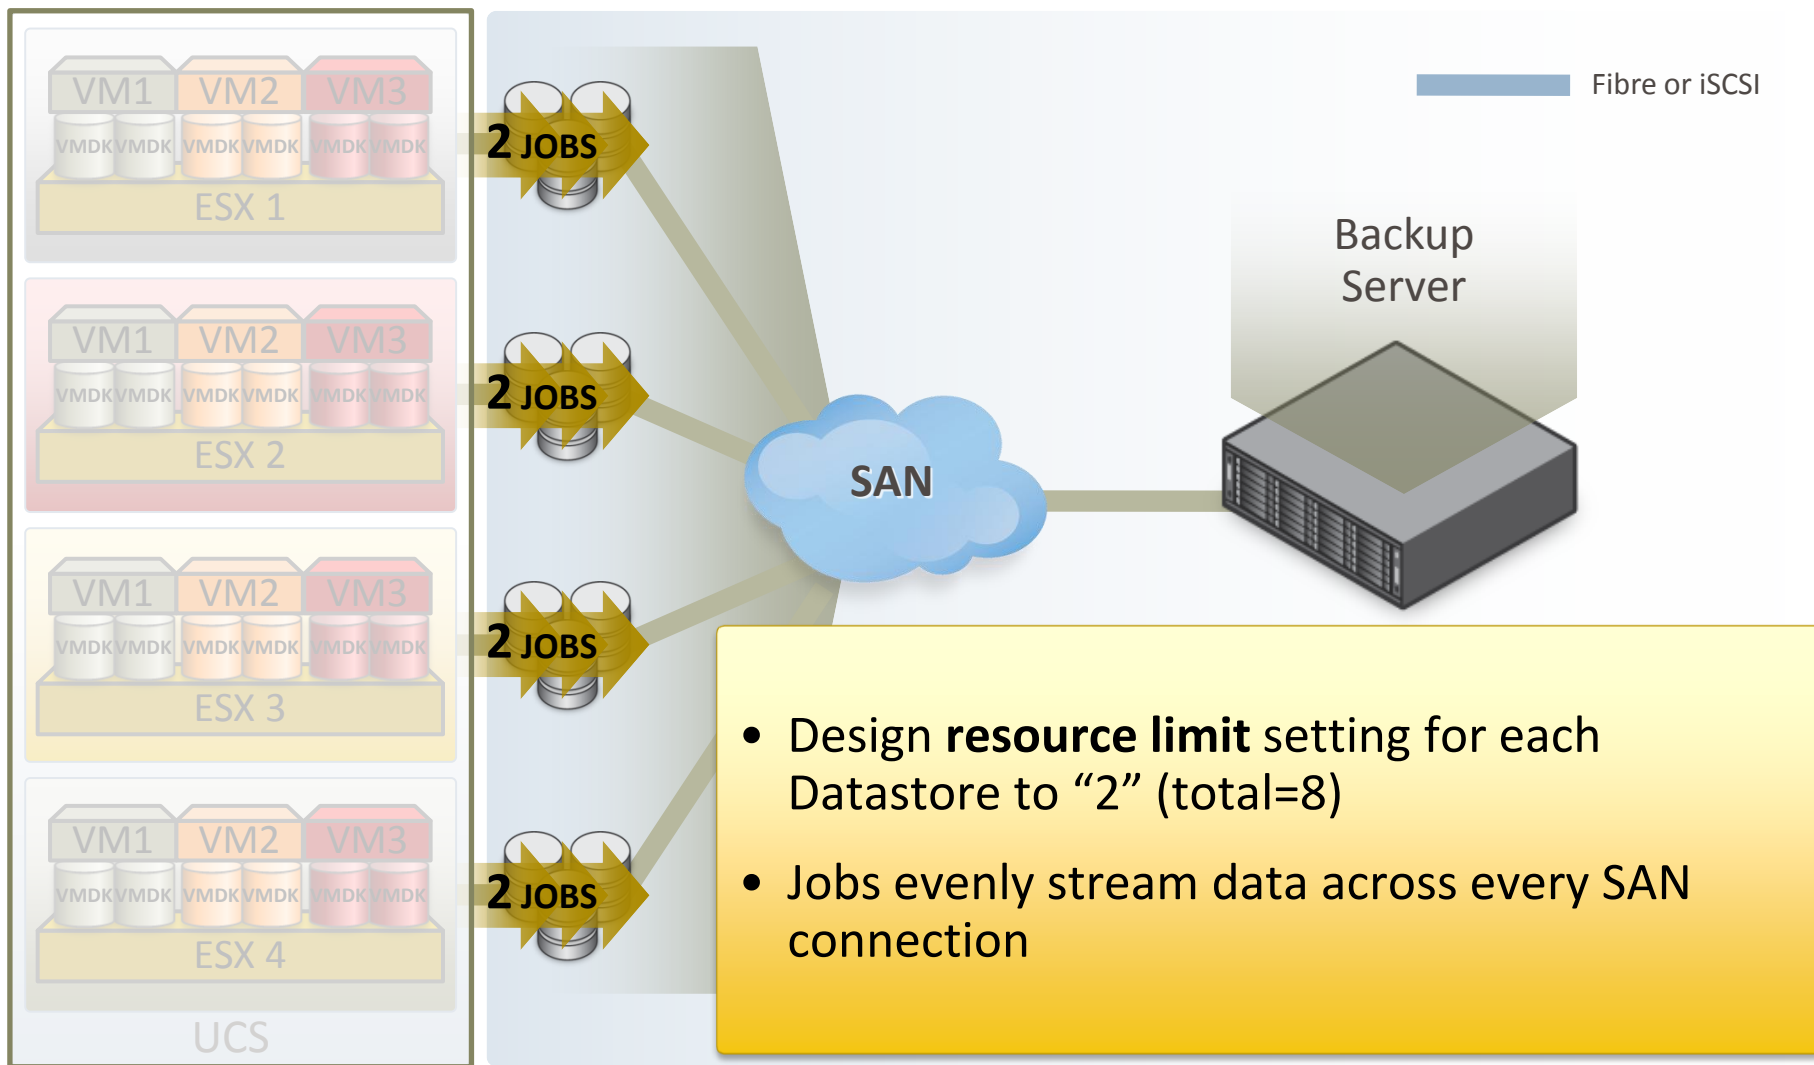 VM1 VM2 VM3
VMDK VMDK VMDK VMDK VMDK VMDK
ESX 1
2 JOBS
VM1 VM2 VM3
VMDK VMDK VMDK VMDK VMDK VMDK
ESX 2
2 JOBS
VM1 VM2 VM3
VMDK VMDK VMDK VMDK VMDK VMDK
ESX 3
2 JOBS
VM1 VM2 VM3
VMDK VMDK VMDK VMDK VMDK VMDK
ESX 4
2 JOBS
UCS
Fibre or iSCSI
Backup
Server
SAN
• Design resource limit setting for each
Datastore to “2” (total=8)
• Jobs evenly stream data across every SAN
connection